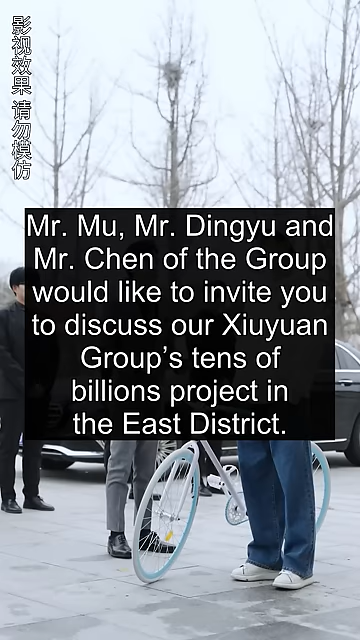 影视效果 请勿模仿
Mr. Mu, Mr. Dingyu and
Mr. Chen of the Group
would like to invite you
to discuss our Xiuyuan
Group’s tens of
billions project in
the East District.